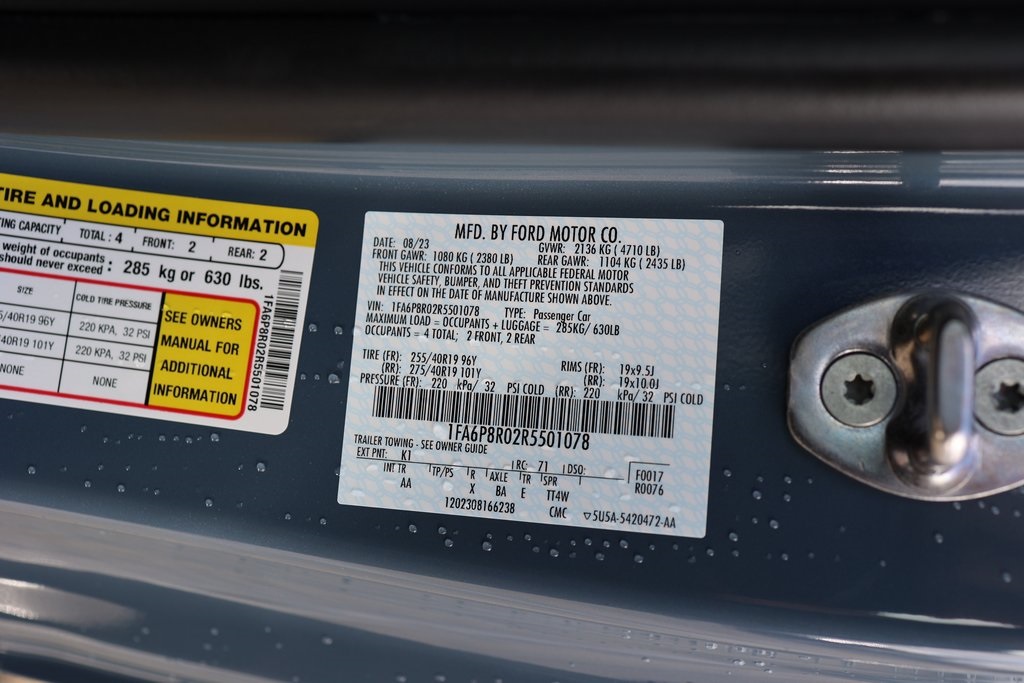 TIRE AND LOADING INFORMATION
TING CAPACITY TOTAL: 4 FRONT: 2 REAR: 2
weight of occupants
should never exceed: 285 kg or 630 lbs.
SIZE COLD TIRE PRESSURE
/40R19 96Y 220 KPA, 32 PSI
/40R19 101Y 220 KPA, 32 PSI
NONE NONE
SEE OWNERS
MANUAL FOR
ADDITIONAL
INFORMATION
1FA6P8R02R5501078
MFD. BY FORD MOTOR CO.
DATE: 08/23 GVWR: 2136 KG ( 4710 LB)
FRONT GAWR: 1080 KG ( 2380 LB) REAR GAWR: 1104 KG ( 2435 LB)
THIS VEHICLE CONFORMS TO ALL APPLICABLE FEDERAL MOTOR
VEHICLE SAFETY, BUMPER, AND THEFT PREVENTION STANDARDS
IN EFFECT ON THE DATE OF MANUFACTURE SHOWN ABOVE.
VIN: 1FA6P8R02R5501078 TYPE: Passenger Car
MAXIMUM LOAD = OCCUPANTS + LUGGAGE = 285KG/630LB
OCCUPANTS = 4 TOTAL; 2 FRONT, 2 REAR
TIRE (FR): 255/40R19 96Y RIMS (FR): 19x9.5J
(RR): 275/40R19 101Y (RR): 19x10.0J
PRESSURE (FR): 220 kPa/ 32 PSI COLD (RR): 220 kPa/ 32 PSI COLD
1FA6P8R02R5501078
TRAILER TOWING - SEE OWNER GUIDE
EXT PNT: K1 RC: 71 DSO: F0017
INT TR TP/PS R AXLE TR SPR R0076
AA X BA E TT4W
1202308166238 CMC ▽5U5A-5420472-AA